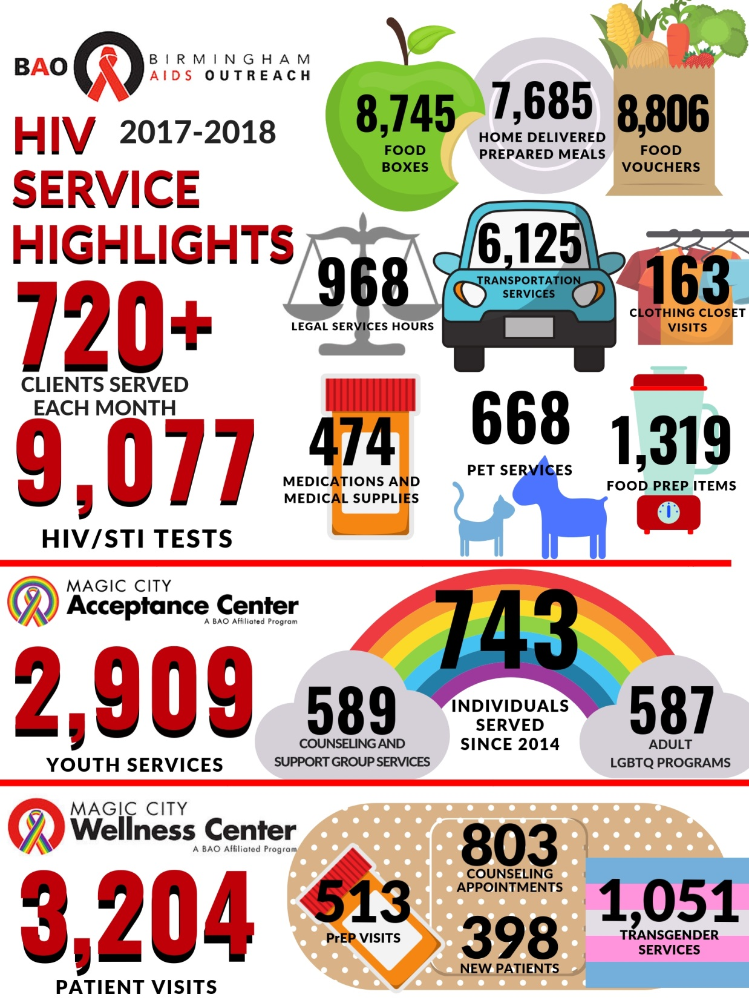 BAO
BIRMINGHAM
AIDS OUTREACH
HIV 2017-2018
SERVICE
HIGHLIGHTS
720+
CLIENTS SERVED
EACH MONTH
9,077
HIV/STI TESTS
8,745
FOOD
BOXES
7,685
HOME DELIVERED
PREPARED MEALS
8,806
FOOD
VOUCHERS
968
LEGAL SERVICES HOURS
6,125
TRANSPORTATION
SERVICES
163
CLOTHING CLOSET
VISITS
474
MEDICATIONS AND
MEDICAL SUPPLIES
668
PET SERVICES
1,319
FOOD PREP ITEMS
MAGIC CITY
Acceptance Center
A BAO Affiliated Program
2,909
YOUTH SERVICES
589
COUNSELING AND
SUPPORT GROUP SERVICES
743
INDIVIDUALS
SERVED
SINCE 2014
587
ADULT
LGBTQ PROGRAMS
MAGIC CITY
Wellness Center
A BAO Affiliated Program
3,204
PATIENT VISITS
513
PrEP VISITS
803
COUNSELING
APPOINTMENTS
398
NEW PATIENTS
1,051
TRANSGENDER
SERVICES